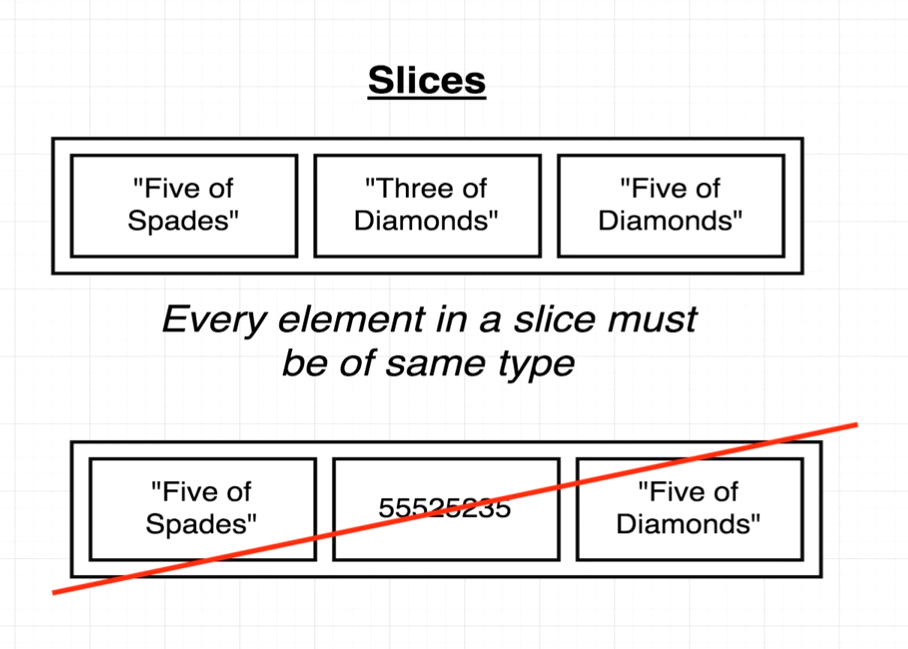 Slices
"Five of
Spades"
"Three of
Diamonds"
"Five of
Diamonds"
Every element in a slice must
be of same type
"Five of
Spades"
55525235
"Five of
Diamonds"